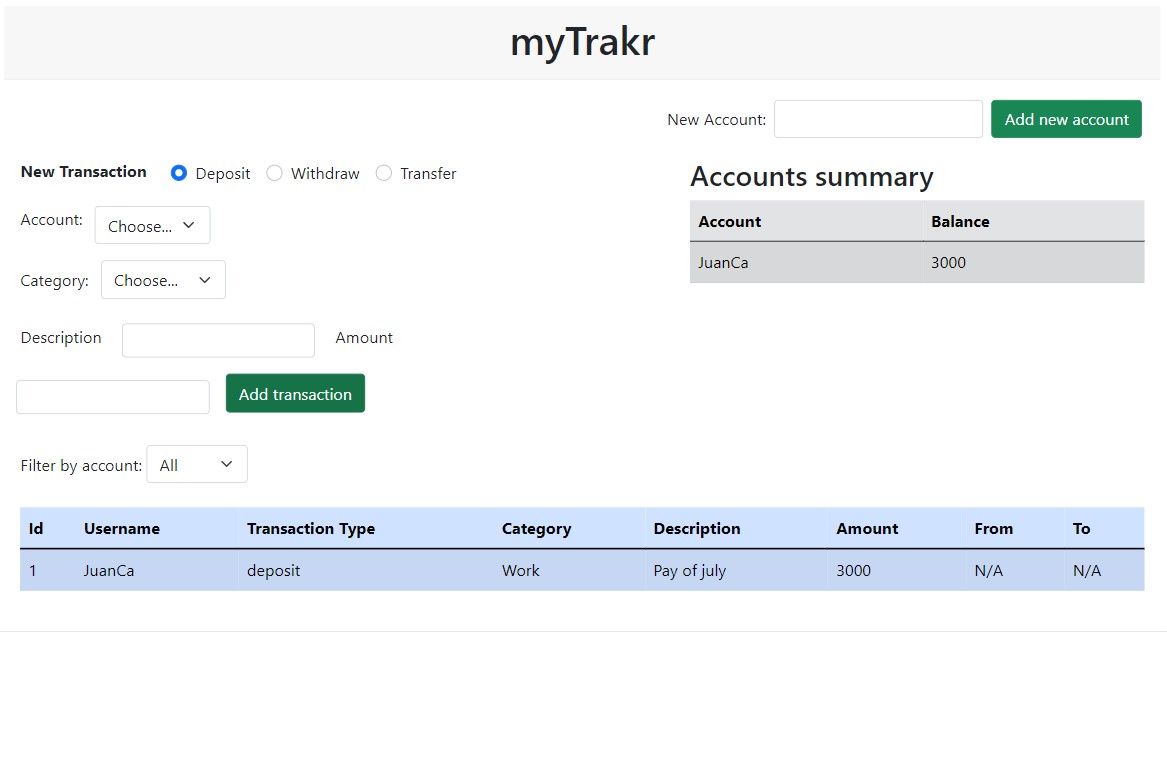 myTrakr
New Account: Add new account
New Transaction Deposit Withdraw Transfer
Accounts summary
Account Balance
JuanCa 3000
Account: Choose...
Category: Choose...
Description Amount
Add transaction
Filter by account: All
Id Username Transaction Type Category Description Amount From To
1 JuanCa deposit Work Pay of july 3000 N/A N/A